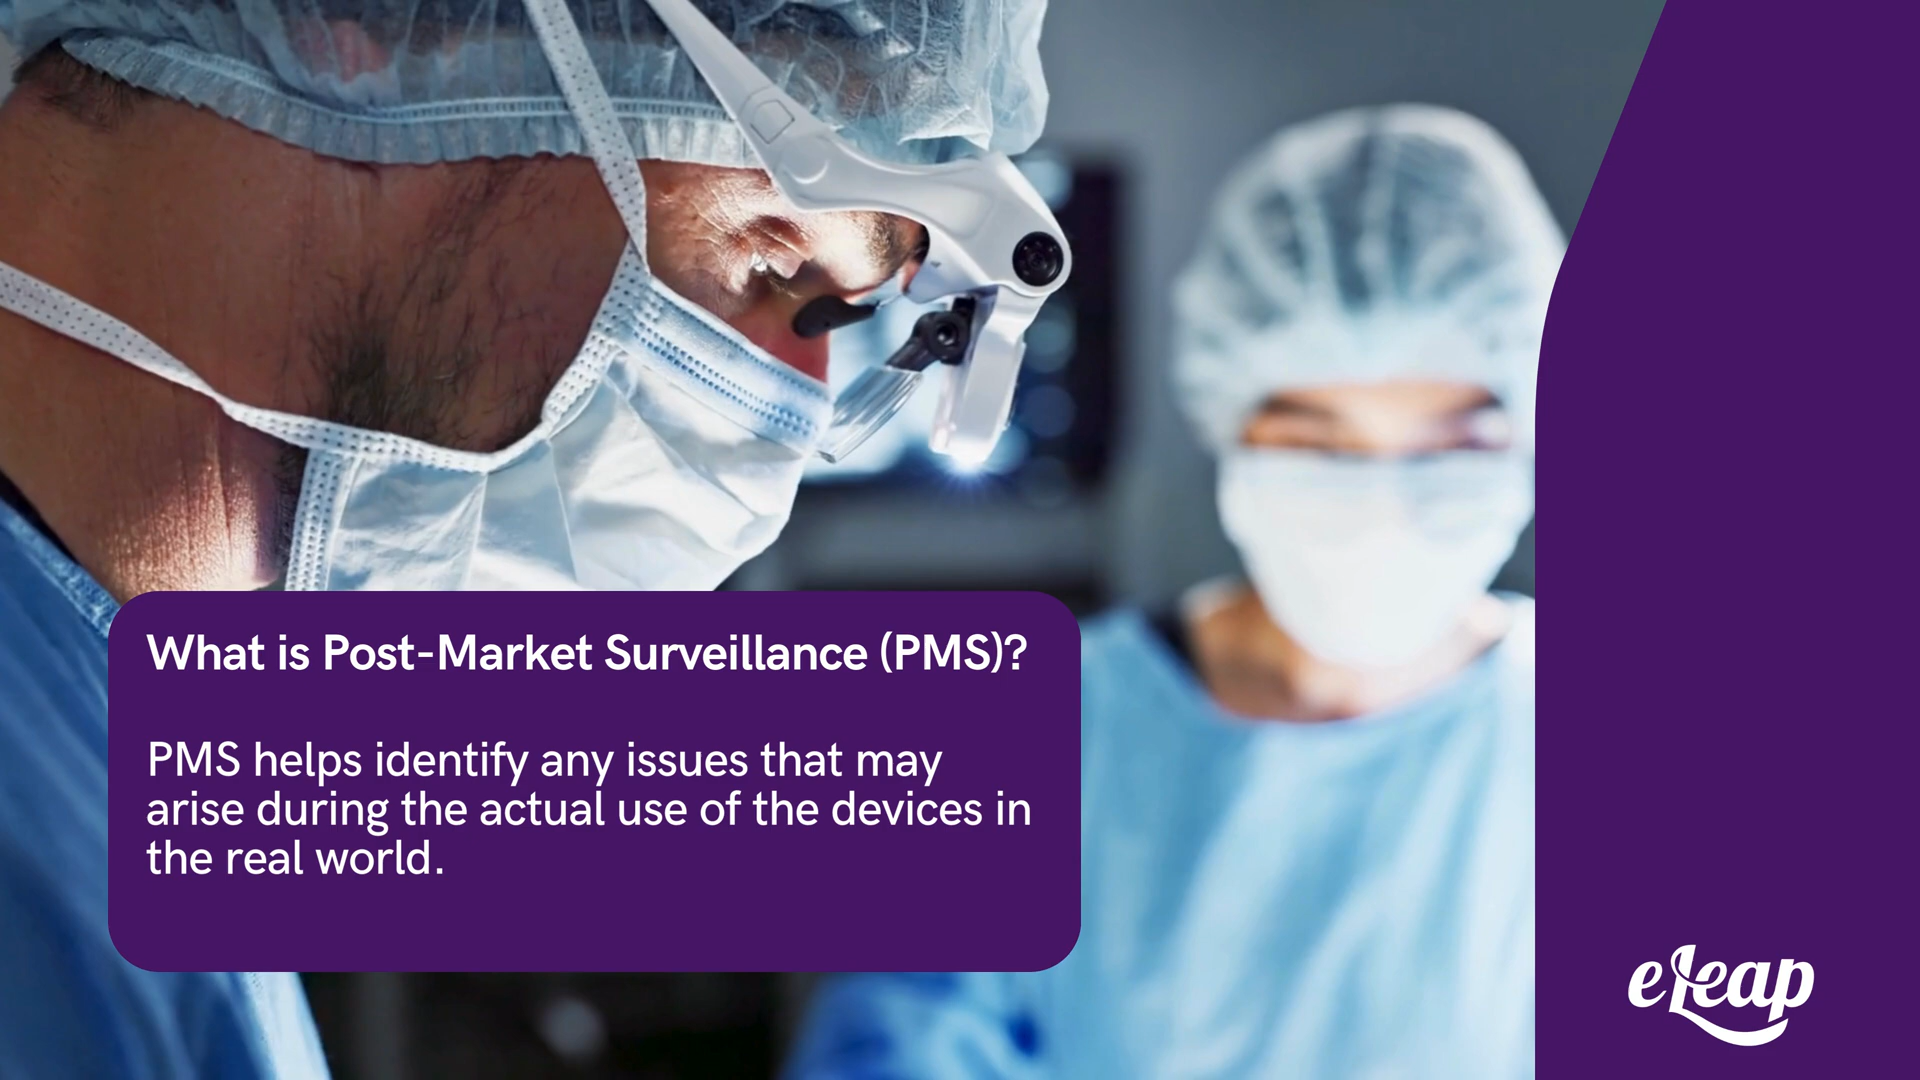 What is Post-Market Surveillance (PMS)?
PMS helps identify any issues that may
arise during the actual use of the devices in
the real world.
eLeap